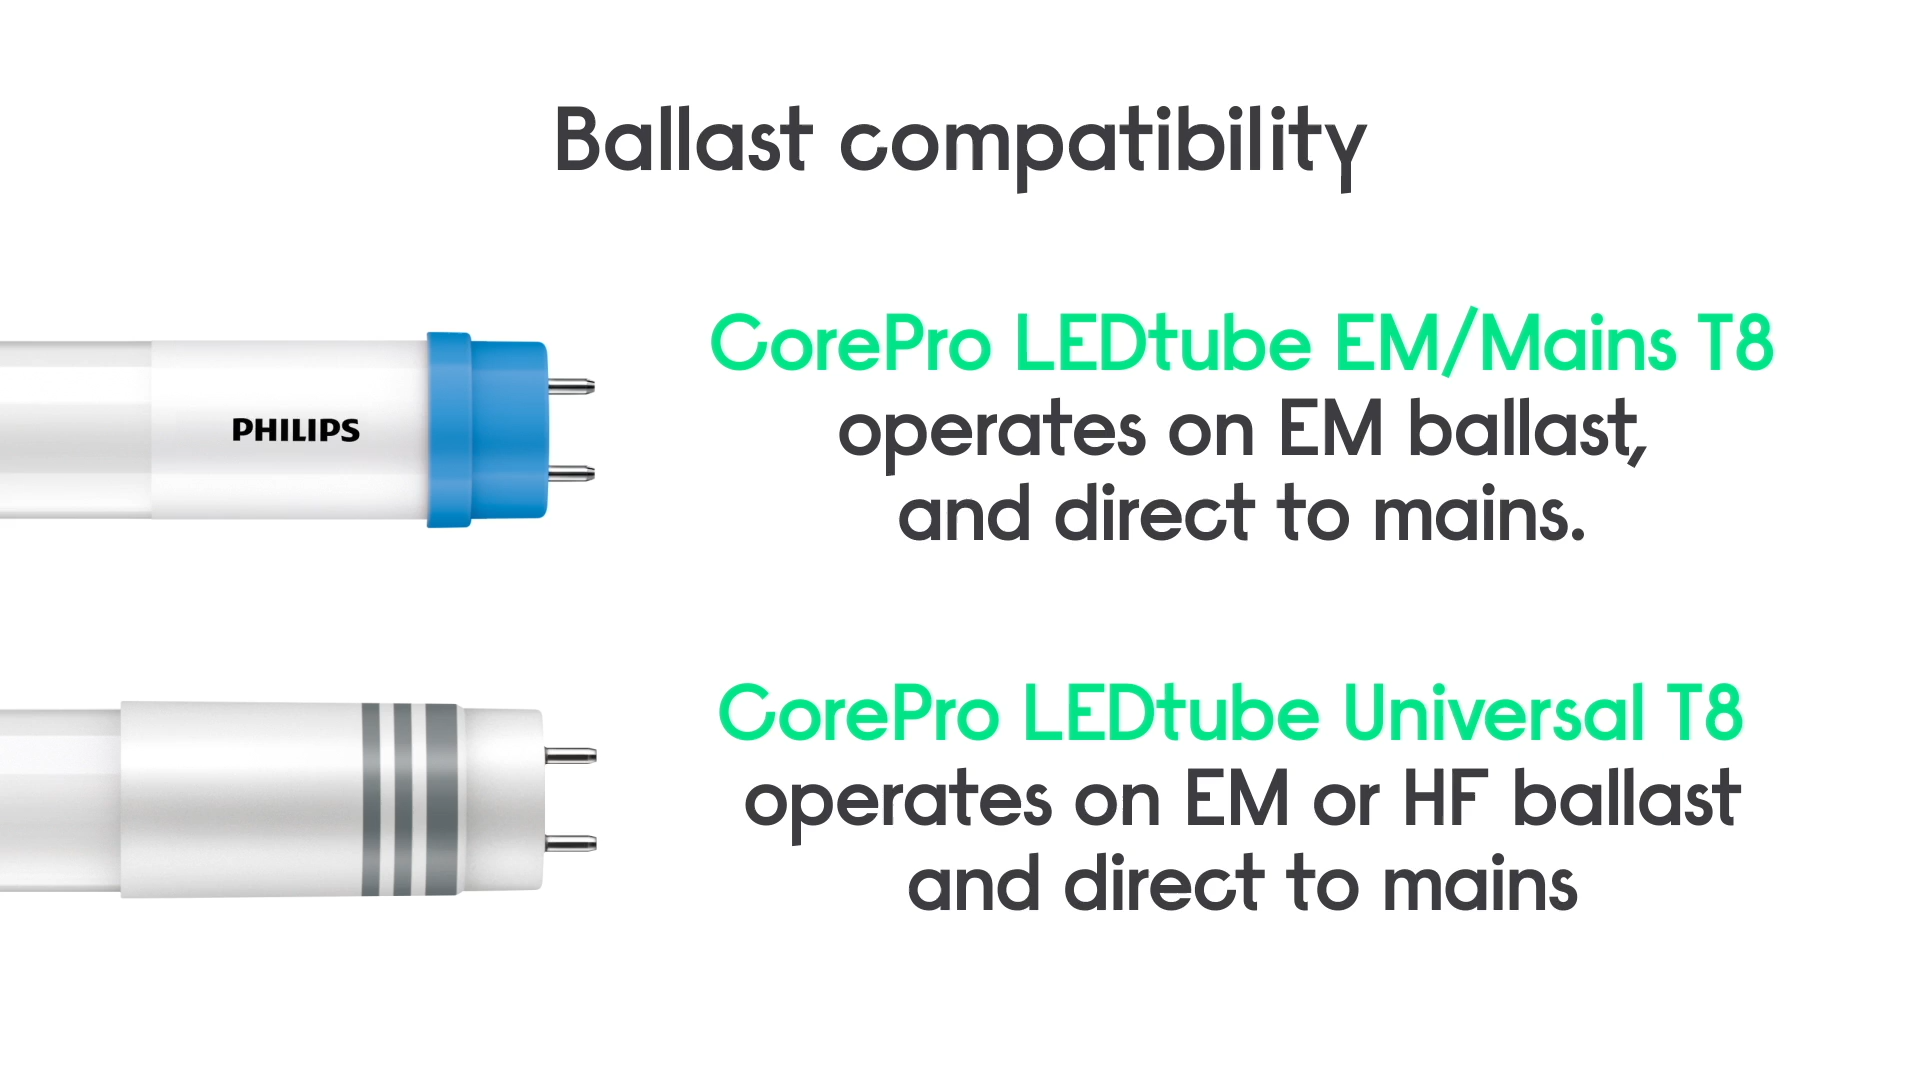 Ballast compatibility
PHILIPS
CorePro LEDtube EM/Mains T8
operates on EM ballast,
and direct to mains.
CorePro LEDtube Universal T8
operates on EM or HF ballast
and direct to mains